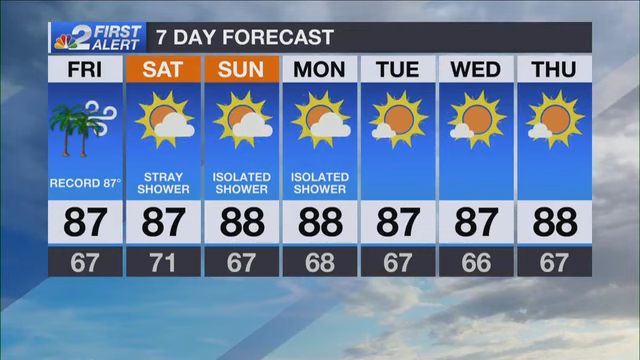 2 FIRST ALERT
7 DAY FORECAST
FRI SAT SUN MON TUE WED THU
RECORD 87°
STRAY SHOWER
ISOLATED SHOWER
ISOLATED SHOWER
87 87 88 88 87 87 88
67 71 67 68 67 66 67